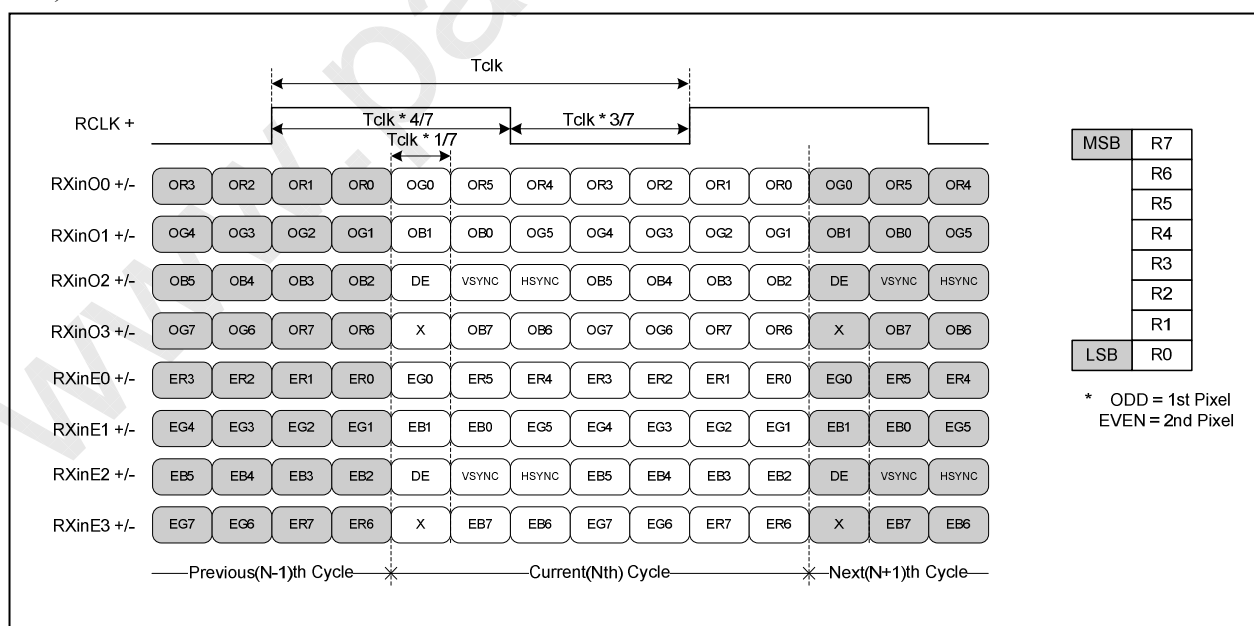 Tclk
RCLK +
Tclk * 4/7
Tclk * 3/7
Tclk * 1/7
RXinO0 +/- OR3 OR2 OR1 OR0 OG0 OR5 OR4 OR3 OR2 OR1 OR0 OG0 OR5 OR4
RXinO1 +/- OG4 OG3 OG2 OG1 OB1 OB0 OG5 OG4 OG3 OG2 OG1 OB1 OB0 OG5
RXinO2 +/- OB5 OB4 OB3 OB2 DE VSYNC HSYNC OB5 OB4 OB3 OB2 DE VSYNC HSYNC
RXinO3 +/- OG7 OG6 OR7 OR6 X OB7 OB6 OG7 OG6 OR7 OR6 X OB7 OB6
RXinE0 +/- ER3 ER2 ER1 ER0 EG0 ER5 ER4 ER3 ER2 ER1 ER0 EG0 ER5 ER4
RXinE1 +/- EG4 EG3 EG2 EG1 EB1 EB0 EG5 EG4 EG3 EG2 EG1 EB1 EB0 EG5
RXinE2 +/- EB5 EB4 EB3 EB2 DE VSYNC HSYNC EB5 EB4 EB3 EB2 DE VSYNC HSYNC
RXinE3 +/- EG7 EG6 ER7 ER6 X EB7 EB6 EG7 EG6 ER7 ER6 X EB7 EB6
Previous(N-1)th Cycle Current(Nth) Cycle Next(N+1)th Cycle
MSB R7
R6
R5
R4
R3
R2
R1
LSB R0
* ODD = 1st Pixel
EVEN = 2nd Pixel